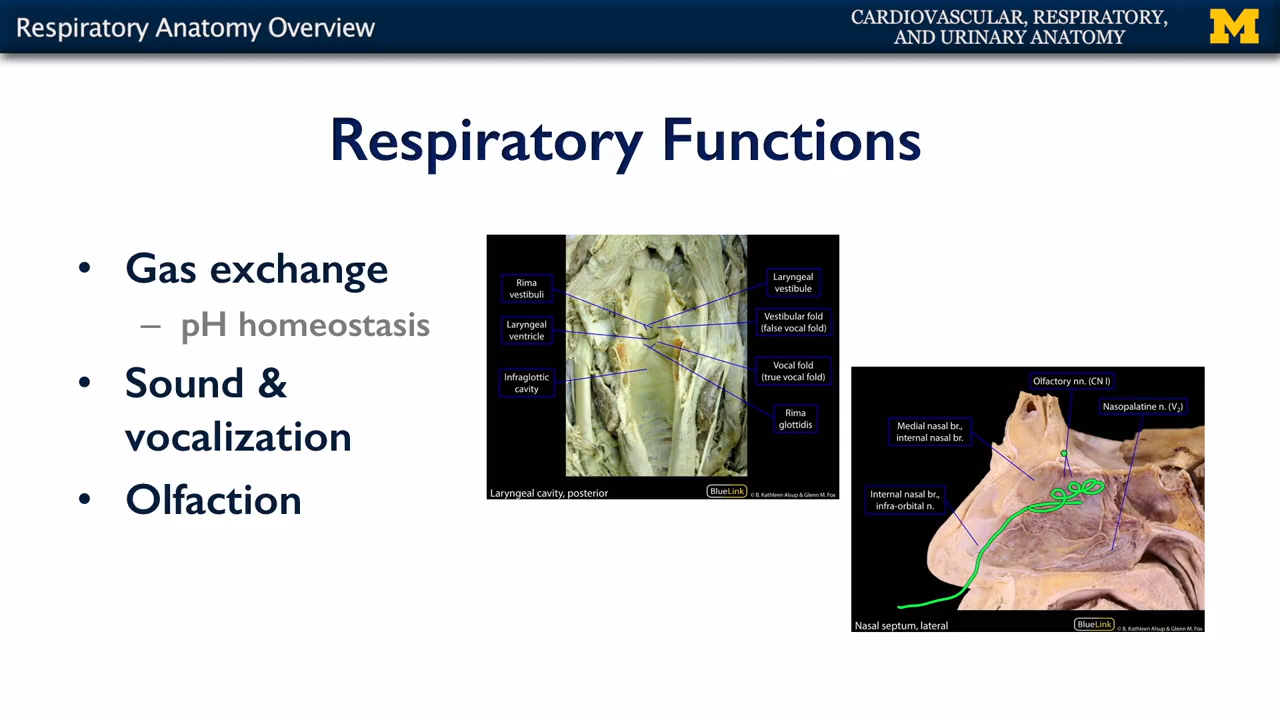 Respiratory Anatomy Overview
CARDIOVASCULAR, RESPIRATORY,
AND URINARY ANATOMY
M
Respiratory Functions
• Gas exchange
– pH homeostasis
• Sound &
vocalization
• Olfaction
Rima
vestibuli
Laryngeal
ventricle
Infraglottic
cavity
Laryngeal
vestibule
Vestibular fold
(false vocal fold)
Vocal fold
(true vocal fold)
Rima
glottidis
Laryngeal cavity, posterior
BlueLink
© B. Kathleen Alsup & Glenn M. Fox
Olfactory nn. (CN I)
Nasopalatine n. (V₂)
Medial nasal br.,
internal nasal br.
Internal nasal br.,
infra-orbital n.
Nasal septum, lateral
BlueLink
© B. Kathleen Alsup & Glenn M. Fox